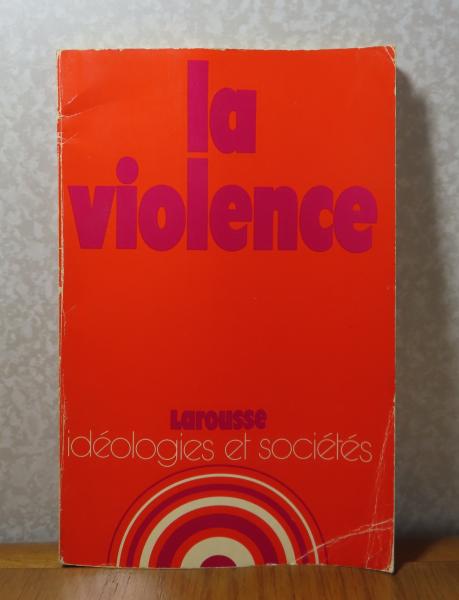 la
violence
Larousse
idéologies et sociétés